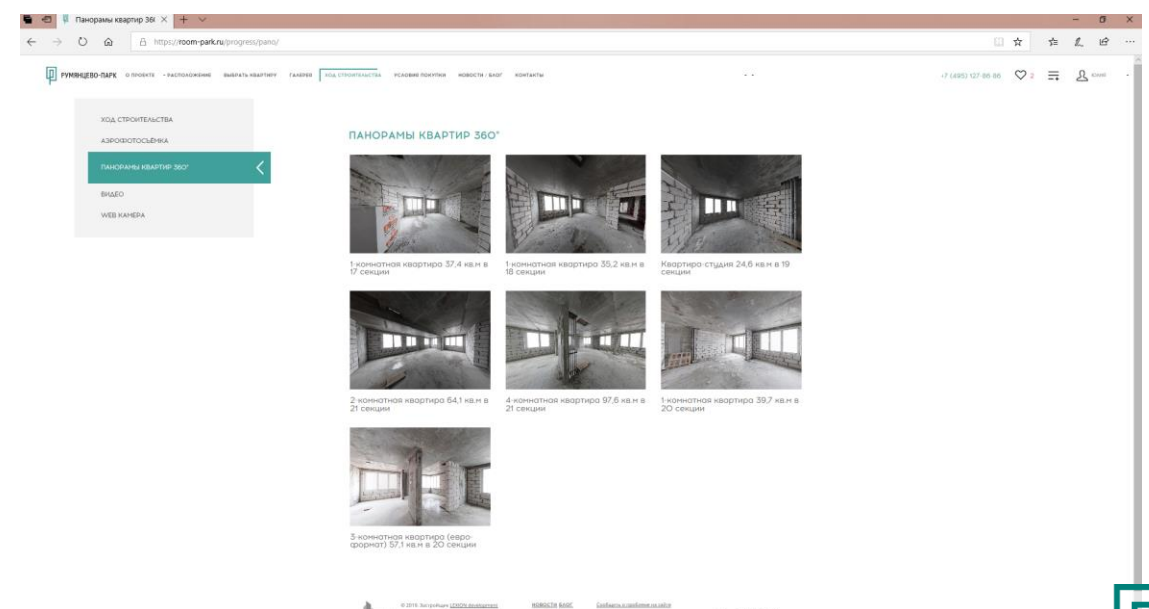 Панорамы квартир 36
https://room-park.ru/progress/pano/
РУМЯНЦЕВО-ПАРК О ПРОЕКТЕ РАСПОЛОЖЕНИЕ ВЫБРАТЬ КВАРТИРУ ГАЛЕРЕЯ ХОД СТРОИТЕЛЬСТВА УСЛОВИЯ ПОКУПКИ НОВОСТИ / БЛОГ КОНТАКТЫ +7 (495) 127 86 86 2
ХОД СТРОИТЕЛЬСТВА
АЭРОФОТОСЪЁМКА
ПАНОРАМЫ КВАРТИР 360°
ВИДЕО
WEB КАМЕРА
ПАНОРАМЫ КВАРТИР 360°
1-комнатная квартира 37,4 кв.м в
17 секции
1-комнатная квартира 35,2 кв.м в
18 секции
Квартира-студия 24,6 кв.м в 19
секции
2-комнатная квартира 64,1 кв.м в
21 секции
4-комнатная квартира 97,6 кв.м в
21 секции
1-комнатная квартира 39,7 кв.м в
20 секции
3-комнатная квартира (евро-
формат) 57,1 кв.м в 20 секции
НОВОСТИ БЛОГ
Сообщить о проблеме на сайте